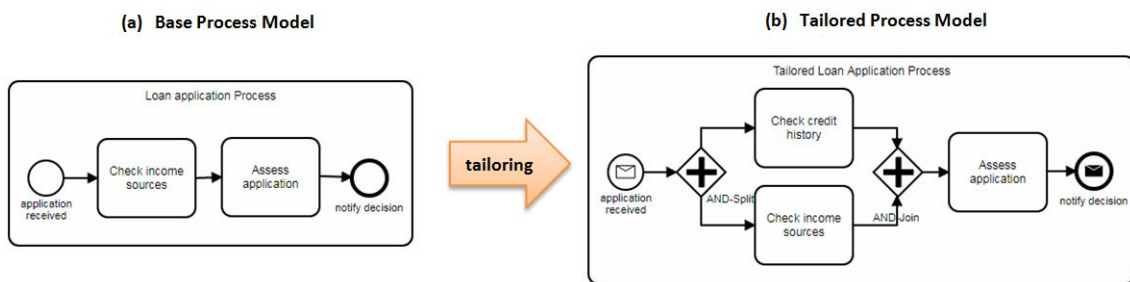 (a) Base Process Model
Loan application Process
application
received
Check income
sources
Assess
application
notify decision
tailoring
(b) Tailored Process Model
Tailored Loan Application Process
application
received
AND-Split
Check credit
history
Check income
sources
AND-Join
Assess
application
notify decision